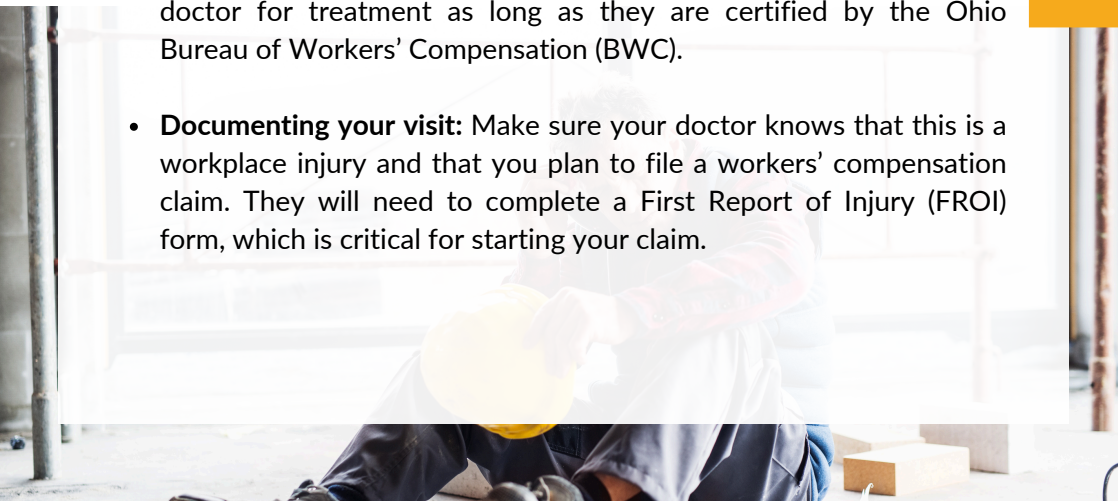 doctor for treatment as long as they are certified by the Ohio
Bureau of Workers’ Compensation (BWC).
• Documenting your visit: Make sure your doctor knows that this is a
workplace injury and that you plan to file a workers’ compensation
claim. They will need to complete a First Report of Injury (FROI)
form, which is critical for starting your claim.